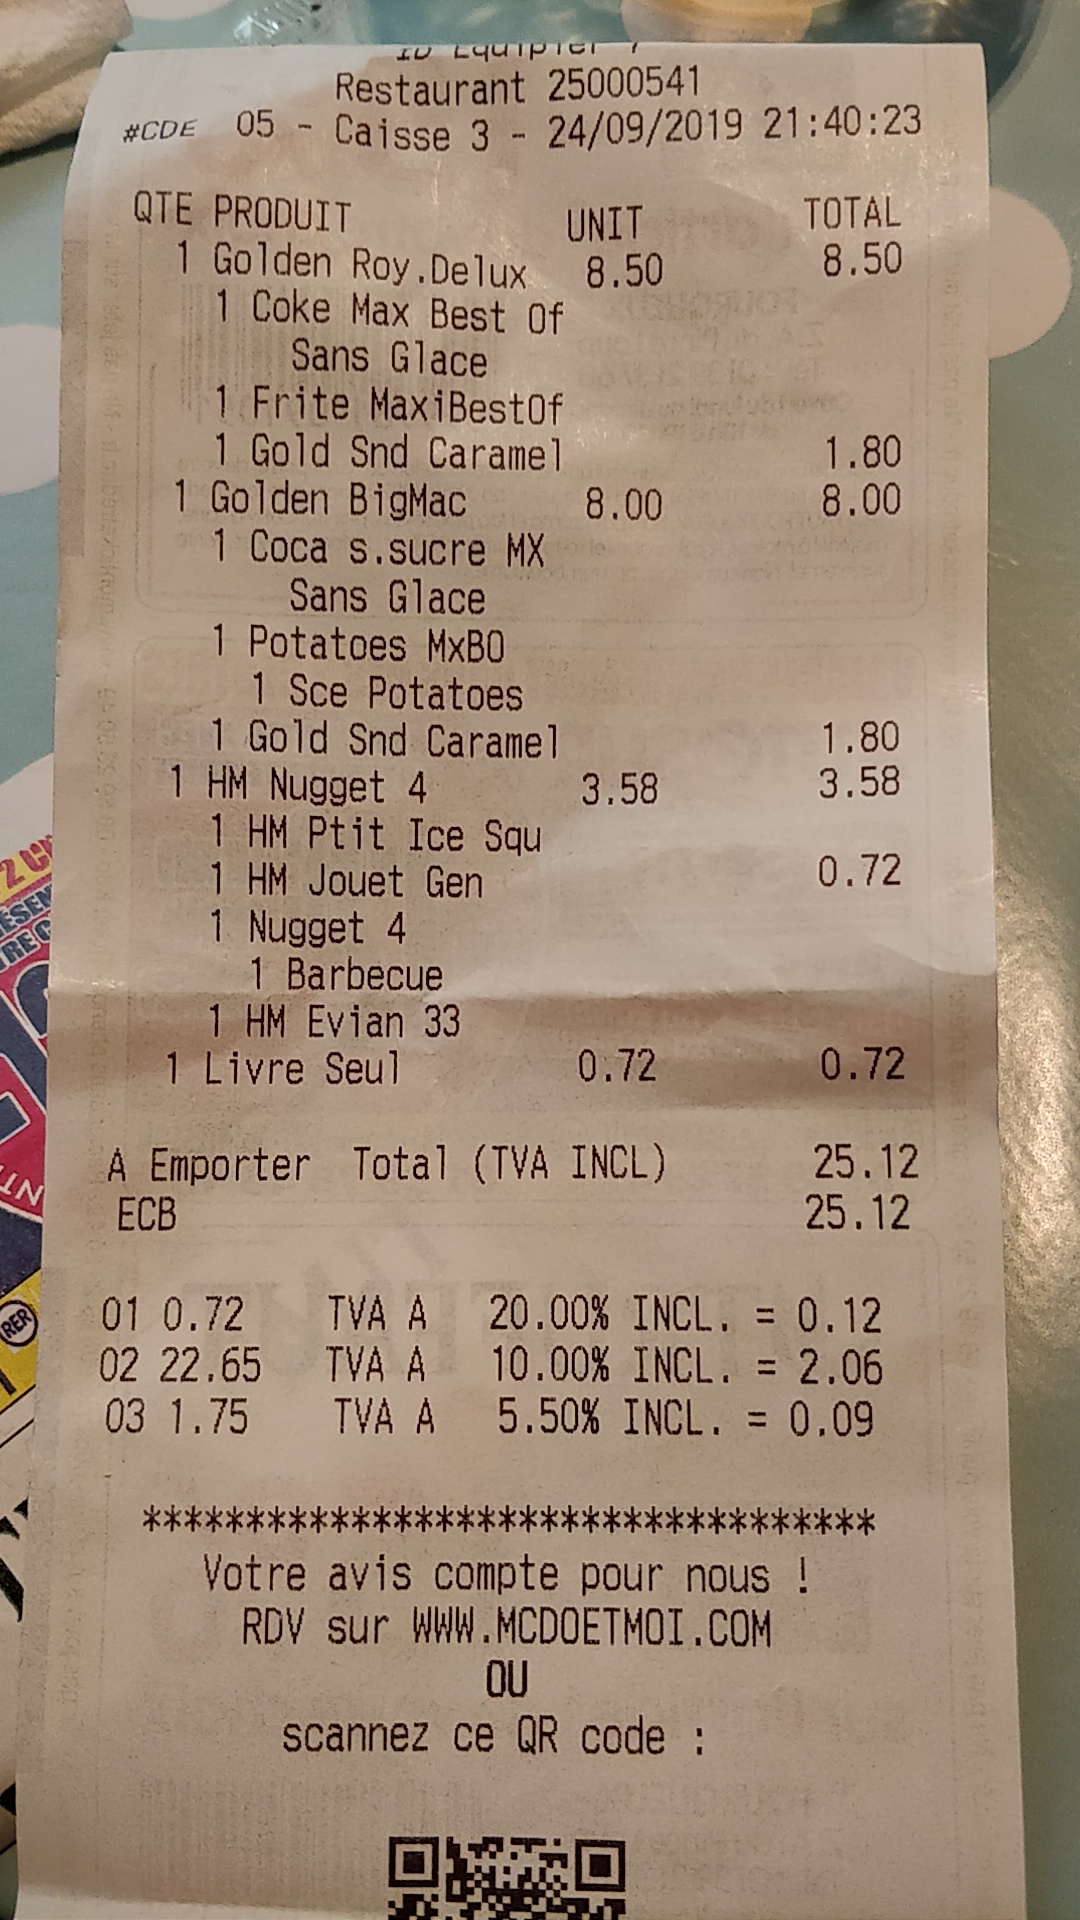 ID Equipier 7
Restaurant 25000541
#CDE 05 - Caisse 3 - 24/09/2019 21:40:23
QTE PRODUIT UNIT TOTAL
1 Golden Roy.Delux 8.50 8.50
1 Coke Max Best Of
Sans Glace
1 Frite MaxiBestOf
1 Gold Snd Caramel 1.80
1 Golden BigMac 8.00 8.00
1 Coca s.sucre MX
Sans Glace
1 Potatoes MxBO
1 Sce Potatoes
1 Gold Snd Caramel 1.80
1 HM Nugget 4 3.58 3.58
1 HM Ptit Ice Squ
1 HM Jouet Gen 0.72
1 Nugget 4
1 Barbecue
1 HM Evian 33
1 Livre Seul 0.72 0.72
A Emporter Total (TVA INCL) 25.12
ECB 25.12
01 0.72 TVA A 20.00% INCL. = 0.12
02 22.65 TVA A 10.00% INCL. = 2.06
03 1.75 TVA A 5.50% INCL. = 0.09
***********************************
Votre avis compte pour nous !
RDV sur WWW.MCDOETMOI.COM
OU
scannez ce QR code :
RER